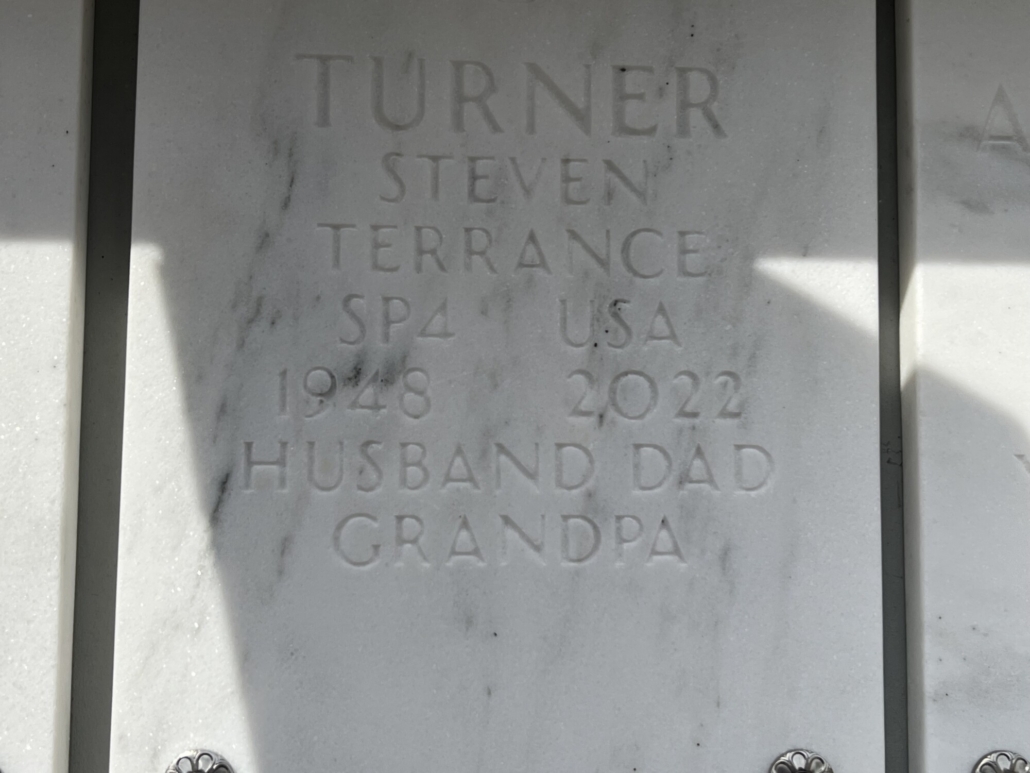 TURNER
STEVEN
TERRANCE
SP4 USA
1948 2022
HUSBAND DAD
GRANDPA